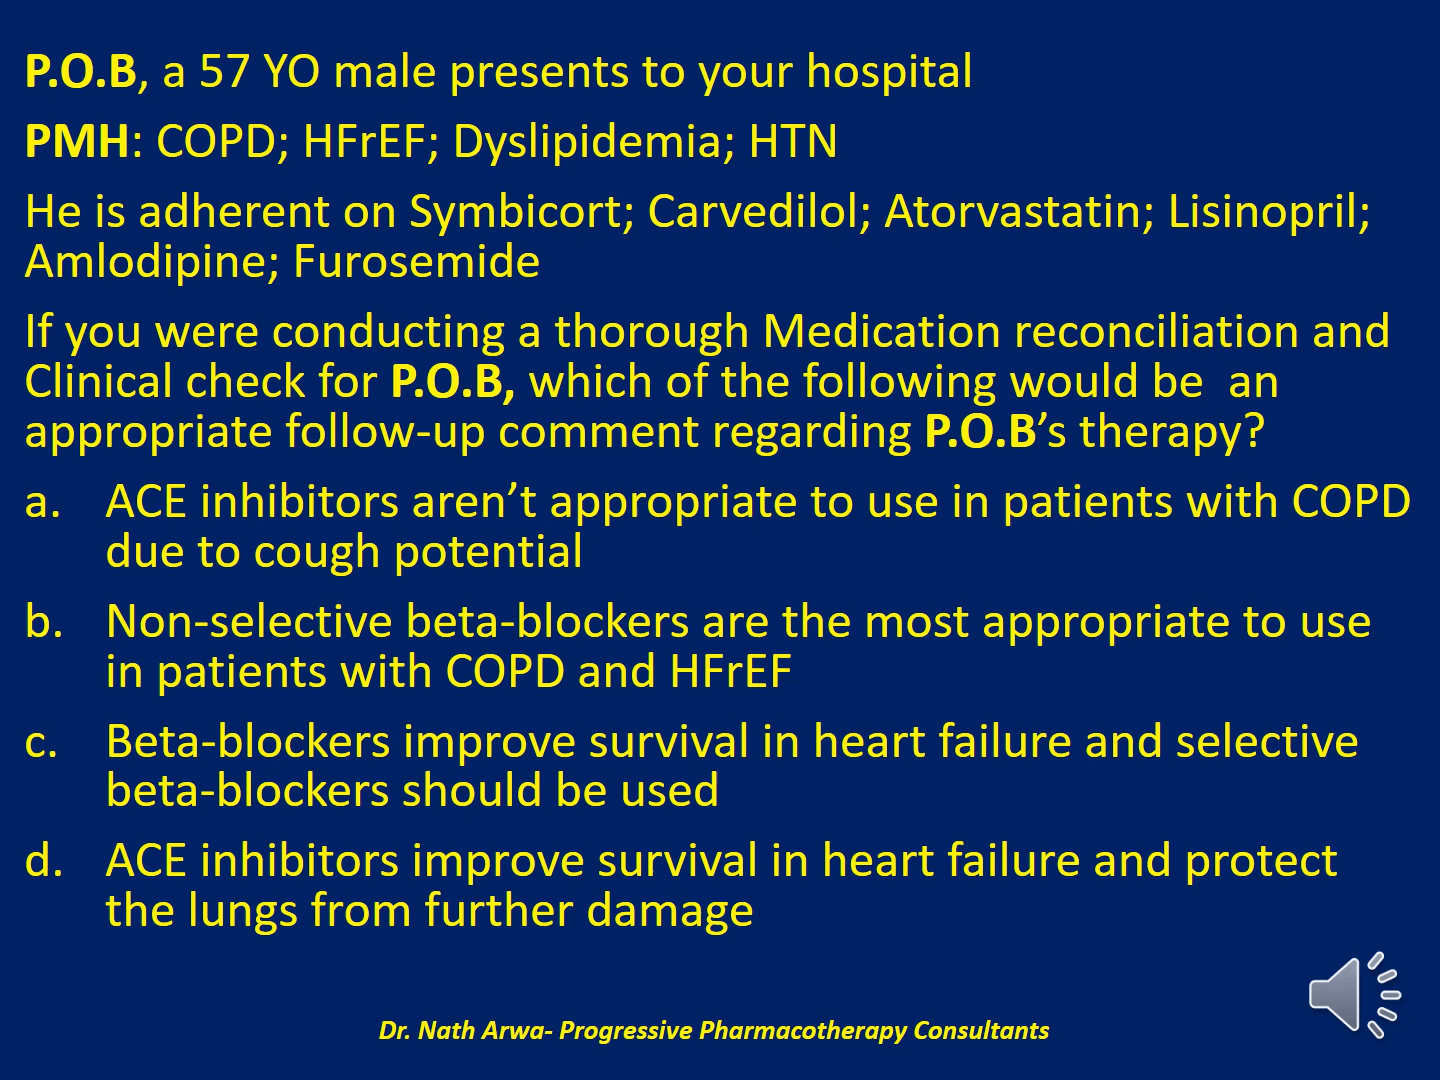 P.O.B, a 57 YO male presents to your hospital
PMH: COPD; HFrEF; Dyslipidemia; HTN
He is adherent on Symbicort; Carvedilol; Atorvastatin; Lisinopril;
Amlodipine; Furosemide
If you were conducting a thorough Medication reconciliation and
Clinical check for P.O.B, which of the following would be  an
appropriate follow-up comment regarding P.O.B’s therapy?
a. ACE inhibitors aren’t appropriate to use in patients with COPD
due to cough potential
b. Non-selective beta-blockers are the most appropriate to use
in patients with COPD and HFrEF
c. Beta-blockers improve survival in heart failure and selective
beta-blockers should be used
d. ACE inhibitors improve survival in heart failure and protect
the lungs from further damage
Dr. Nath Arwa- Progressive Pharmacotherapy Consultants